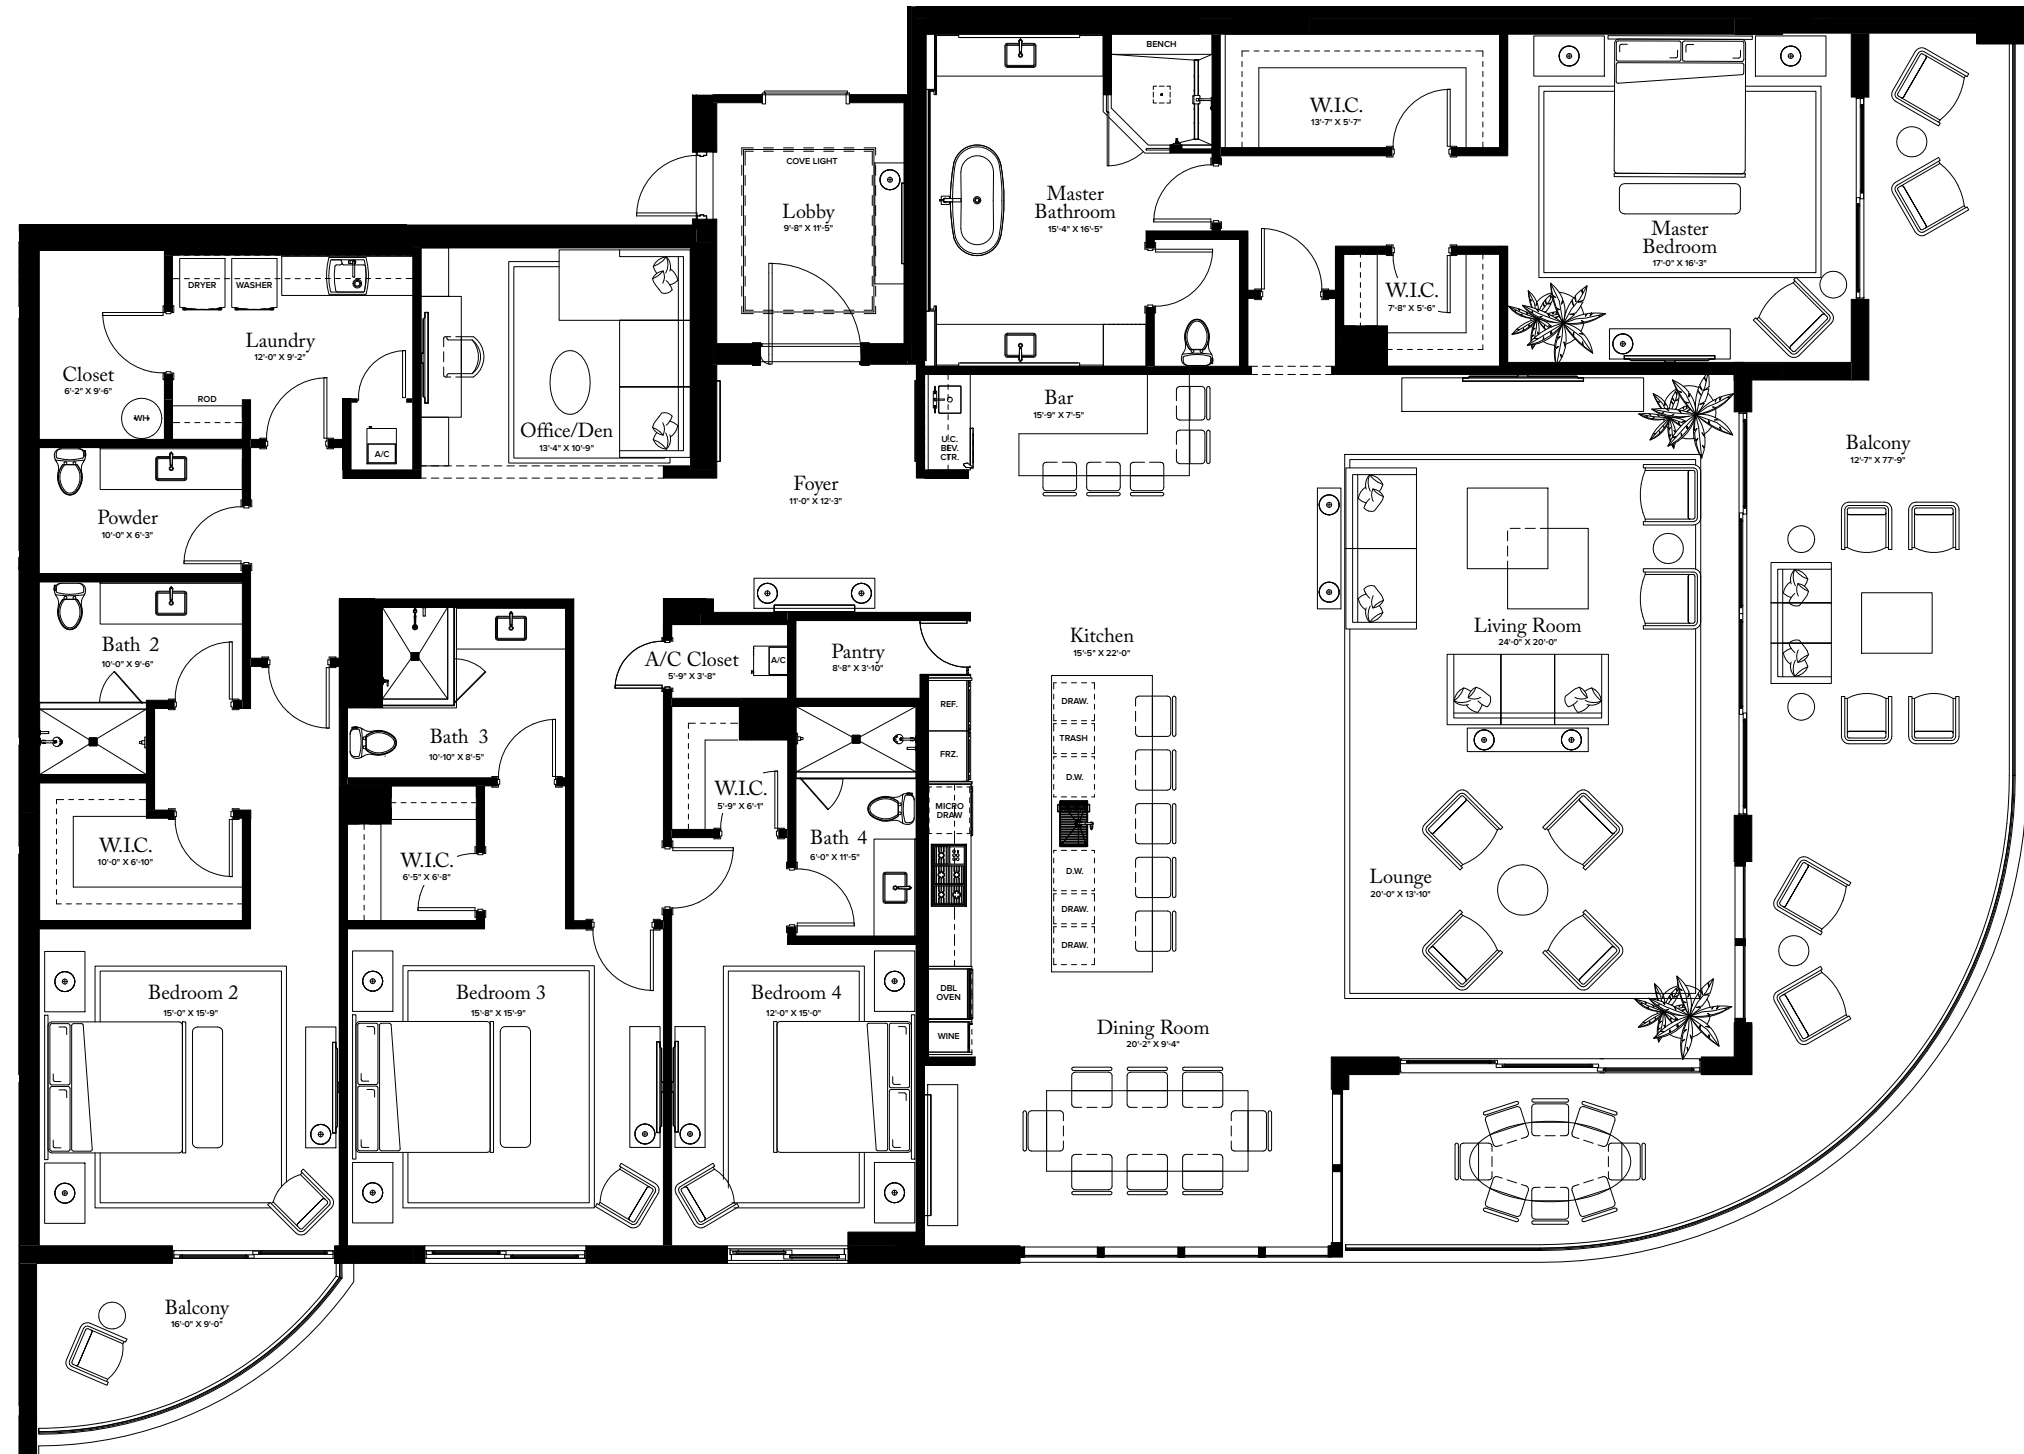 BENCH
W.I.C.
13'-7" X 5'-7"
COVE LIGHT
Lobby
9'-8" X 11'-5"
Master
Bathroom
15'-4" X 16'-5"
Master
Bedroom
17'-0" X 16'-3"
DRYER
WASHER
W.I.C.
7'-8" X 5'-6"
Laundry
12'-0" X 9'-2"
Closet
6'-2" X 9'-6"
ROD
WH
A/C
Office/Den
13'-4" X 10'-9"
Bar
15'-9" X 7'-5"
U.C.
BEV.
CTR.
Balcony
12'-7" X 77'-9"
Foyer
11'-0" X 12'-3"
Powder
10'-0" X 6'-3"
Bath 2
10'-0" X 9'-6"
A/C Closet
5'-9" X 3'-8"
A/C
Pantry
8'-8" X 3'-10"
Kitchen
15'-5" X 22'-0"
Living Room
24'-0" X 20'-0"
REF.
FRZ.
DRAW.
TRASH
D.W.
Bath 3
10'-10" X 8'-5"
W.I.C.
5'-9" X 6'-1"
MICRO
DRAW
Bath 4
6'-0" X 11'-5"
W.I.C.
10'-0" X 6'-10"
W.I.C.
6'-5" X 6'-8"
D.W.
DRAW.
DRAW.
Lounge
20'-0" X 13'-10"
DBL
OVEN
WINE
Bedroom 2
15'-0" X 15'-9"
Bedroom 3
15'-8" X 15'-9"
Bedroom 4
12'-0" X 15'-0"
Dining Room
20'-2" X 9'-4"
Balcony
16'-0" X 9'-0"